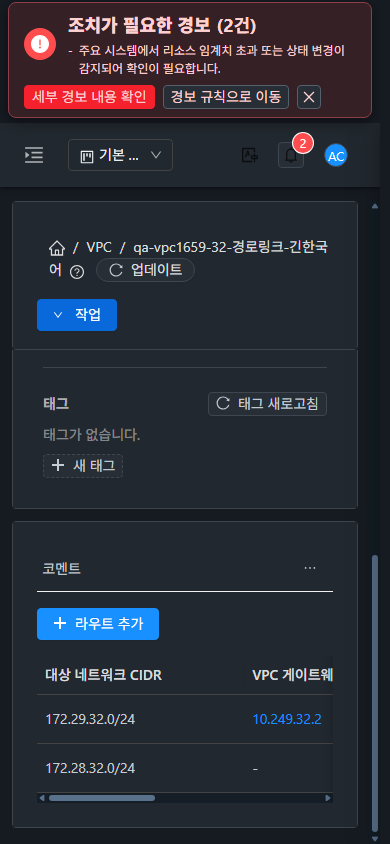 조치가 필요한 경보 (2건)
- 주요 시스템에서 리소스 임계치 초과 또는 상태 변경이
감지되어 확인이 필요합니다.
세부 경보 내용 확인 경보 규칙으로 이동
기본 ... 2 AC
/ VPC / qa-vpc1659-32-경로링크-긴한국
어 업데이트
작업
태그 태그 새로고침
태그가 없습니다.
+ 새 태그
코멘트 ...
+ 라우트 추가
대상 네트워크 CIDR VPC 게이트웨
172.29.32.0/24 10.249.32.2
172.28.32.0/24 -